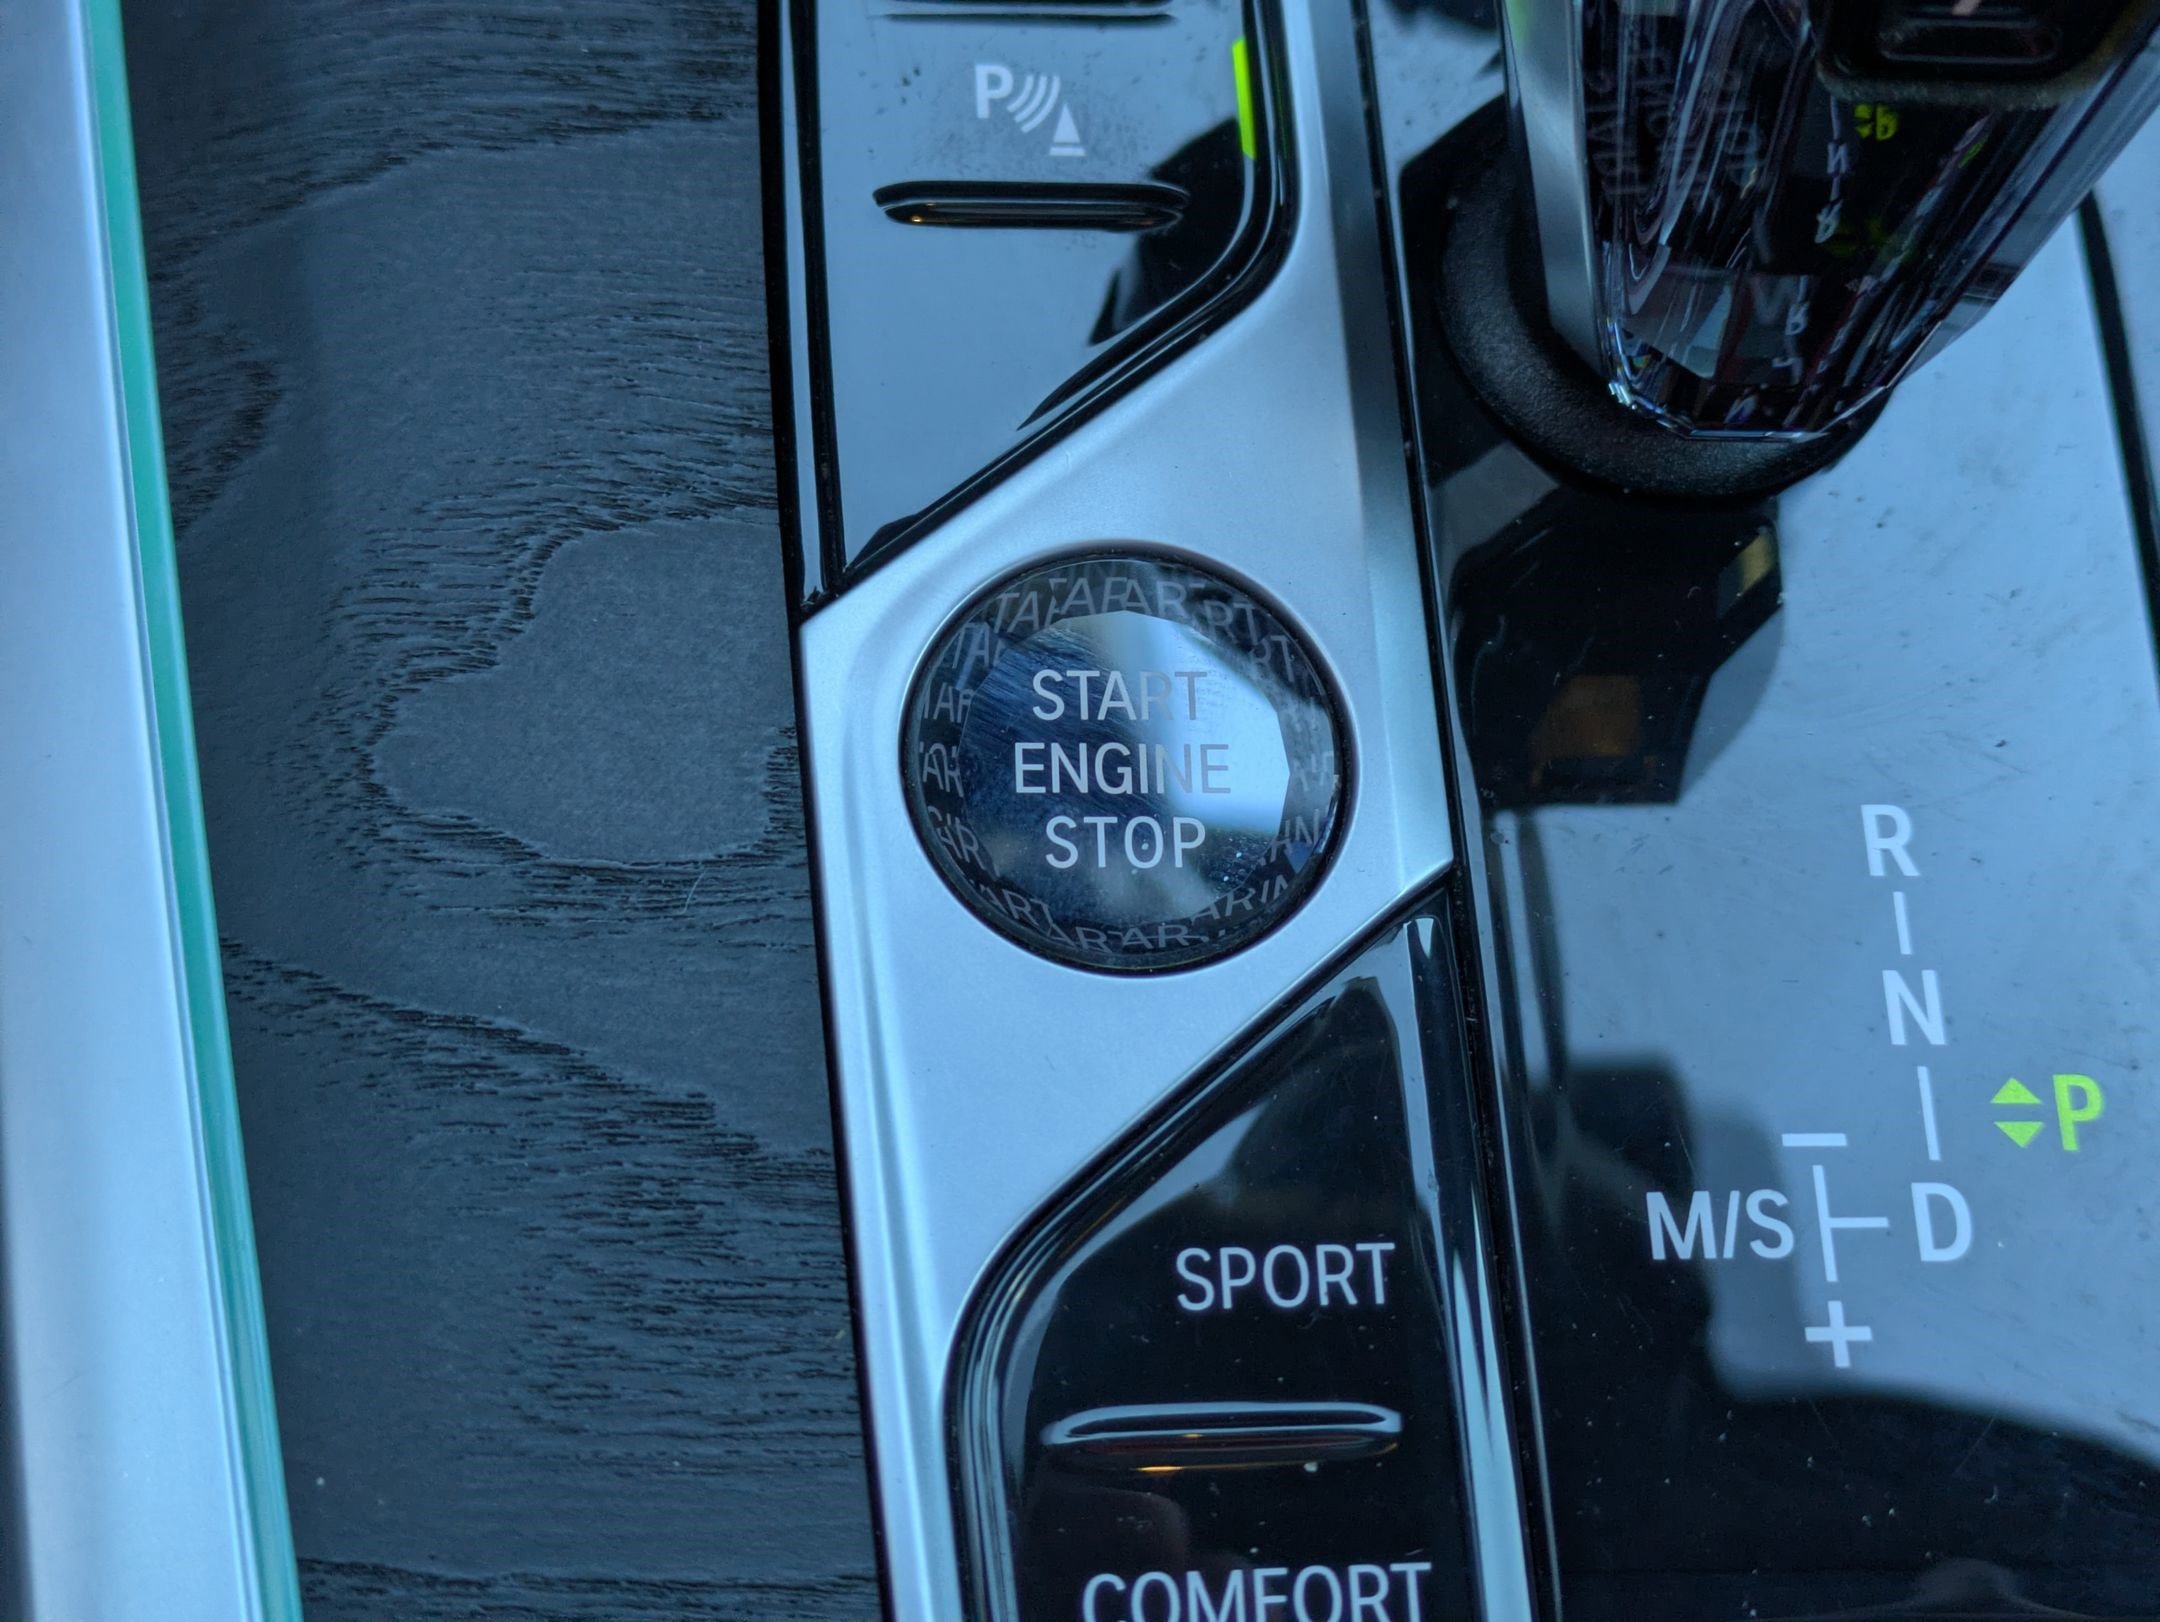 P
START
ENGINE
STOP
R
N
P
M/S
D
+
SPORT
COMFORT